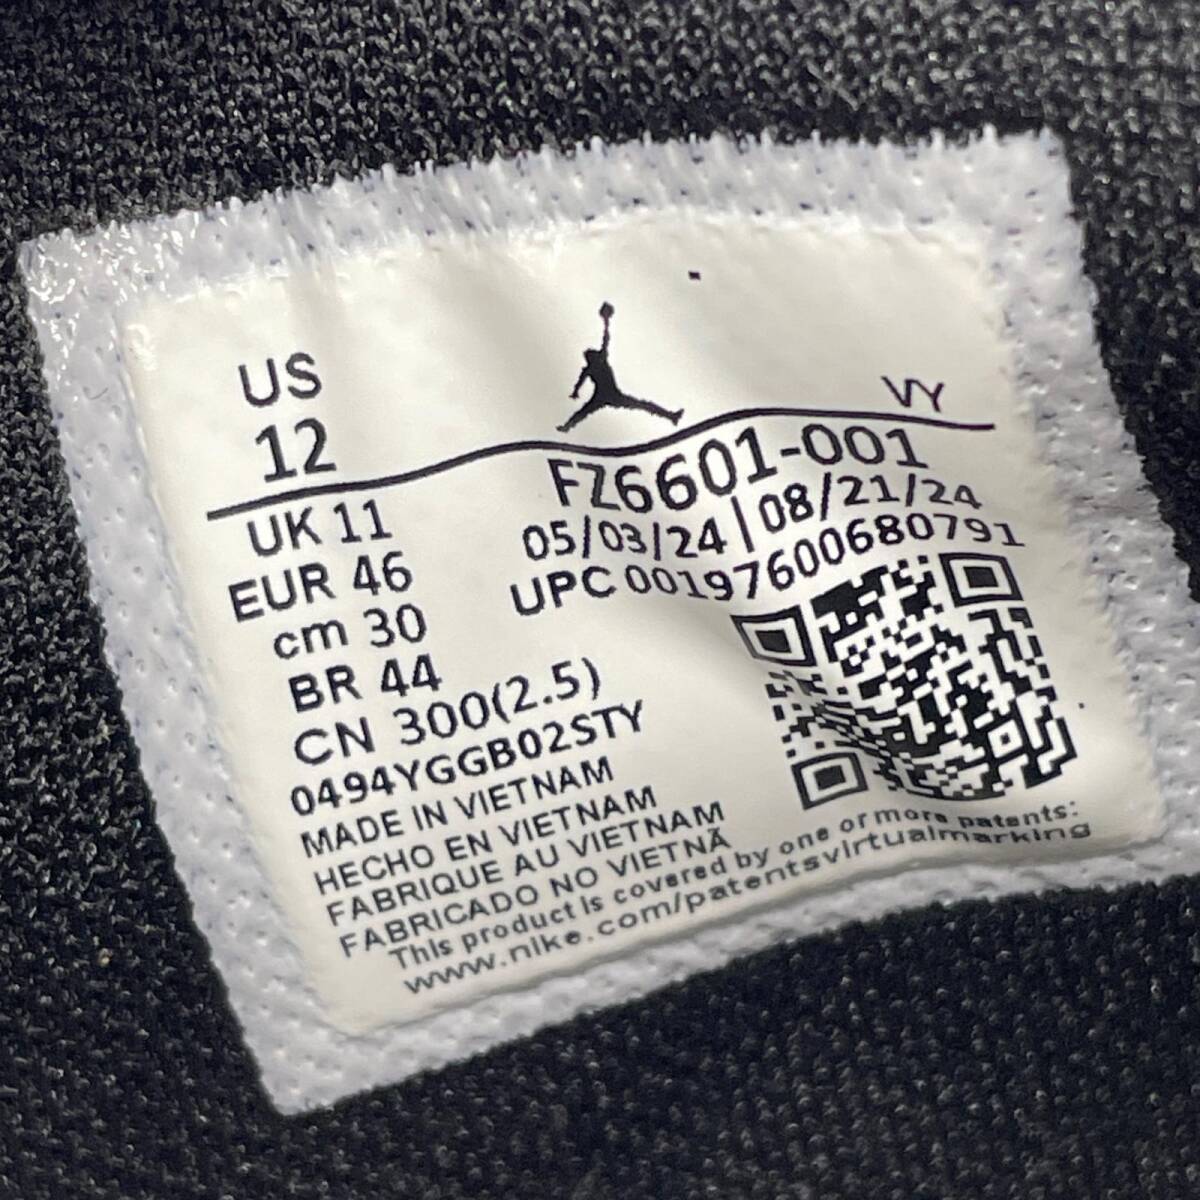 US
12
VY
UK 11
EUR 46
cm 30
BR 44
CN 300(2.5)
FZ6601-001
05/03/24 | 08/21/24
UPC 00197600680791
0494YGGB02STY
MADE IN VIETNAM
HECHO EN VIETNAM
FABRIQUE AU VIETNAM
FABRICADO NO VIETNÃ
This product is covered by one or more patents:
www.nike.com/patentsvirtualmarking